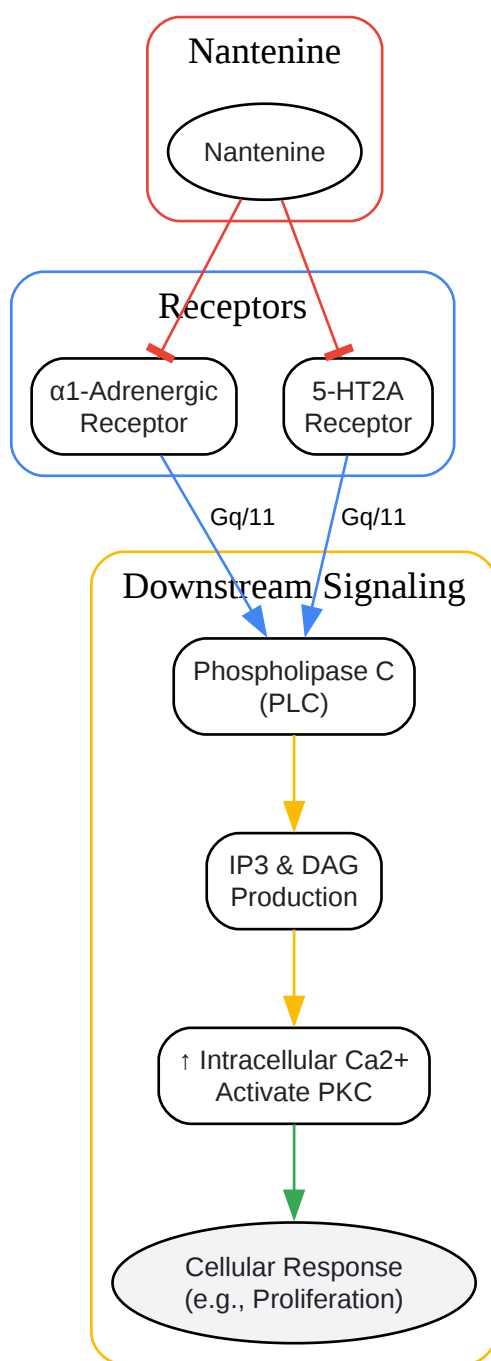 Nantenine
Nantenine
Receptors
α1-Adrenergic
Receptor
5-HT2A
Receptor
Gq/11
Gq/11
Downstream Signaling
Phospholipase C
(PLC)
IP3 & DAG
Production
↑ Intracellular Ca2+
Activate PKC
Cellular Response
(e.g., Proliferation)